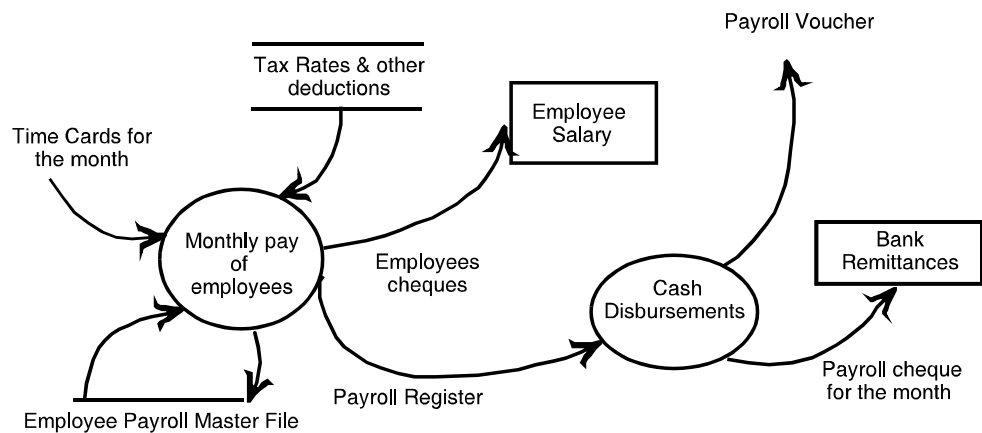 Payroll Voucher
Tax Rates & other
deductions
Employee
Salary
Time Cards for
the month
Monthly pay
of
employees
Employees
cheques
Bank
Remittances
Cash
Disbursements
Payroll cheque
for the month
Payroll Register
Employee Payroll Master File